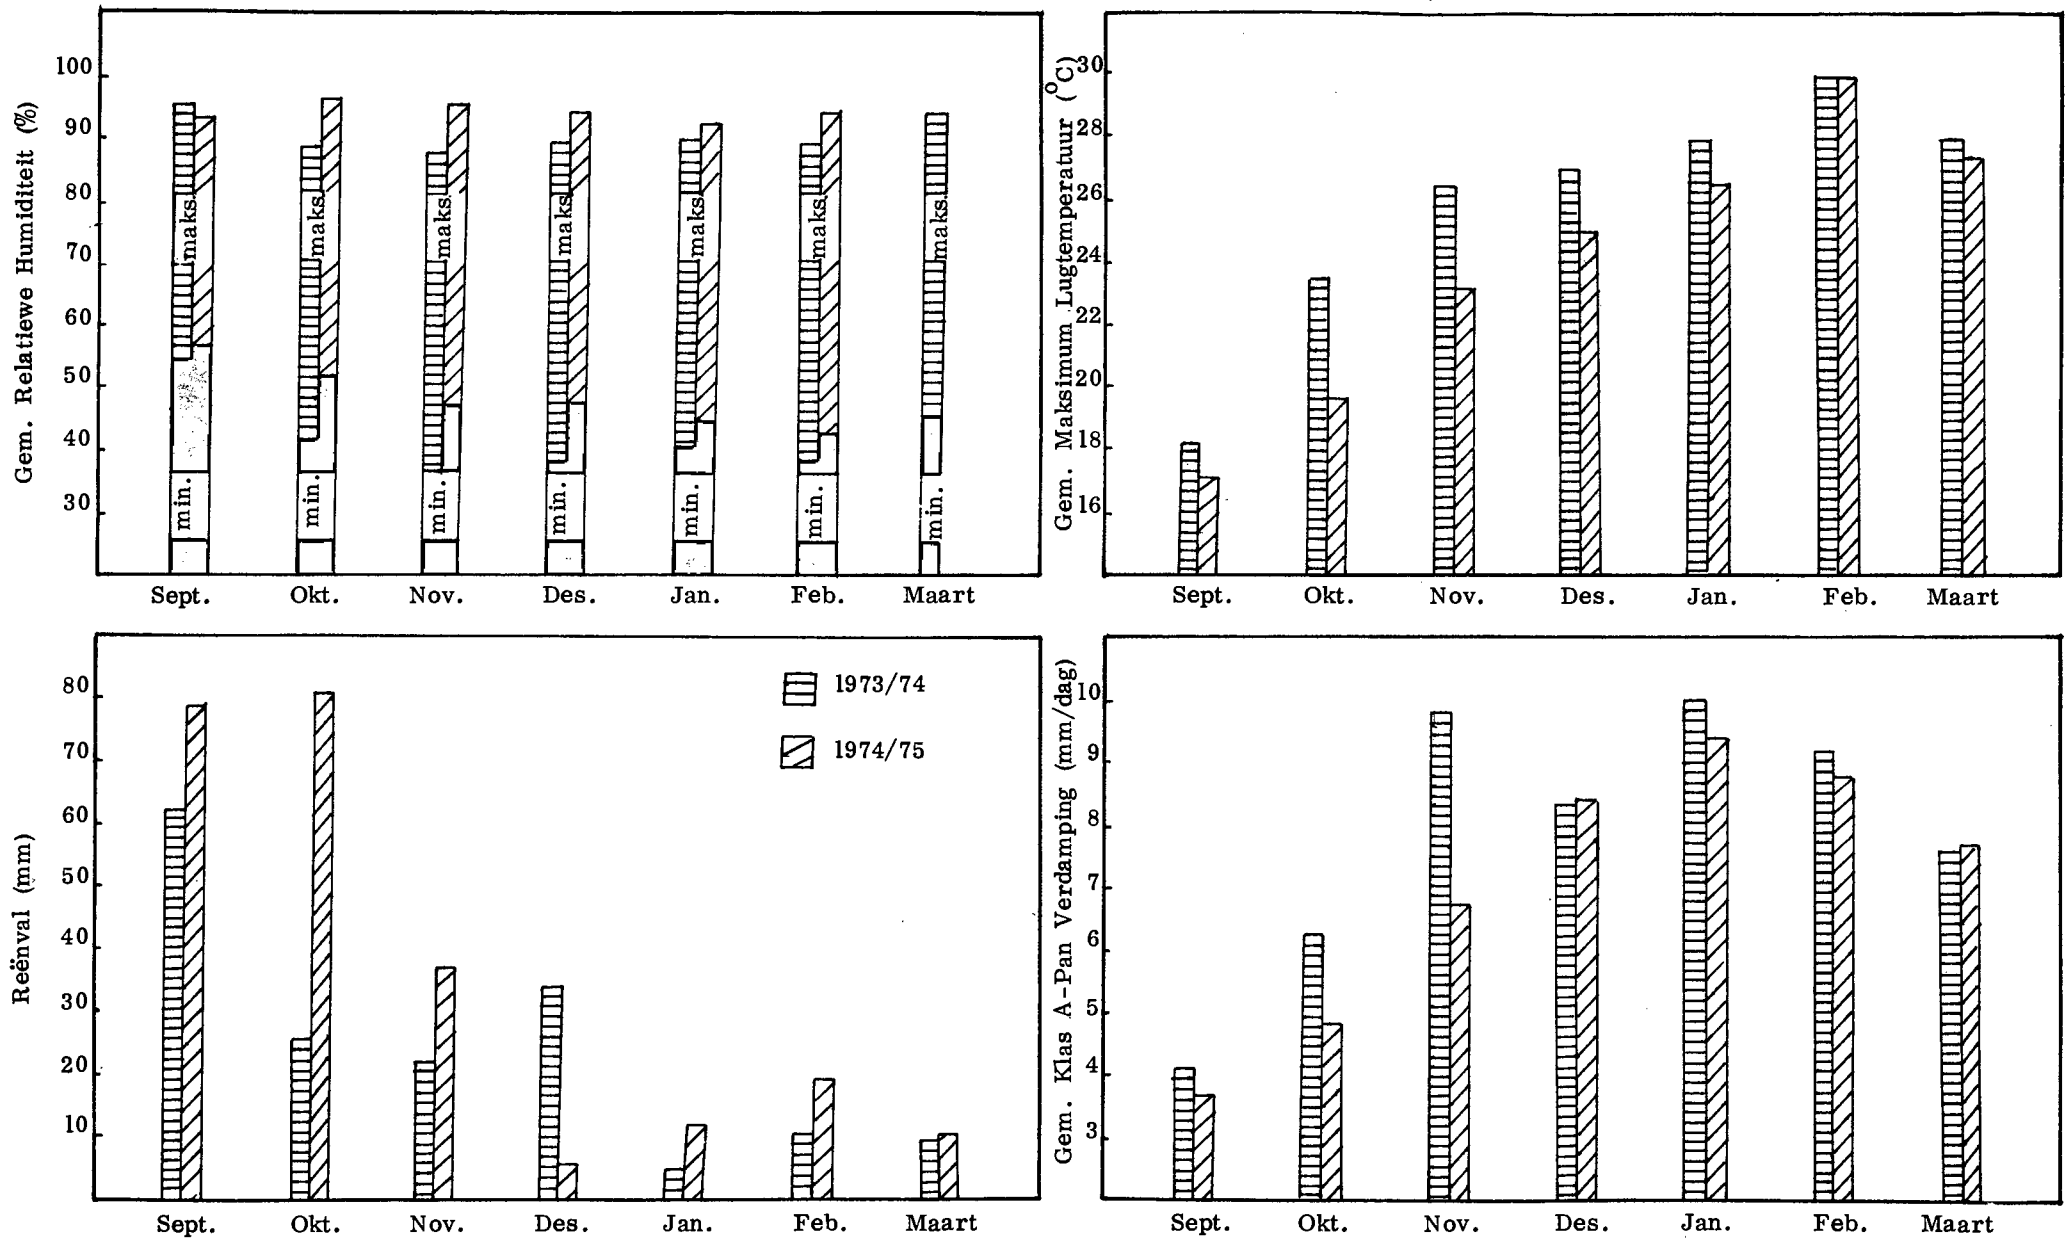 Gem. Relatiewe Humiditeit (%)
100
90
80
70
60
50
40
30
maks.
maks.
maks.
maks.
maks.
maks.
maks.
min.
min.
min.
min.
min.
min.
min.
Sept. Okt. Nov. Des. Jan. Feb. Maart
Gem. Maksimum Lugtemperatuur (°C)
30
28
26
24
22
20
18
16
Sept. Okt. Nov. Des. Jan. Feb. Maart
Reënval (mm)
80
70
60
50
40
30
20
10
1973/74
1974/75
Sept. Okt. Nov. Des. Jan. Feb. Maart
Gem. Klas A-Pan Verdamping (mm/dag)
10
9
8
7
6
5
4
3
Sept. Okt. Nov. Des. Jan. Feb. Maart